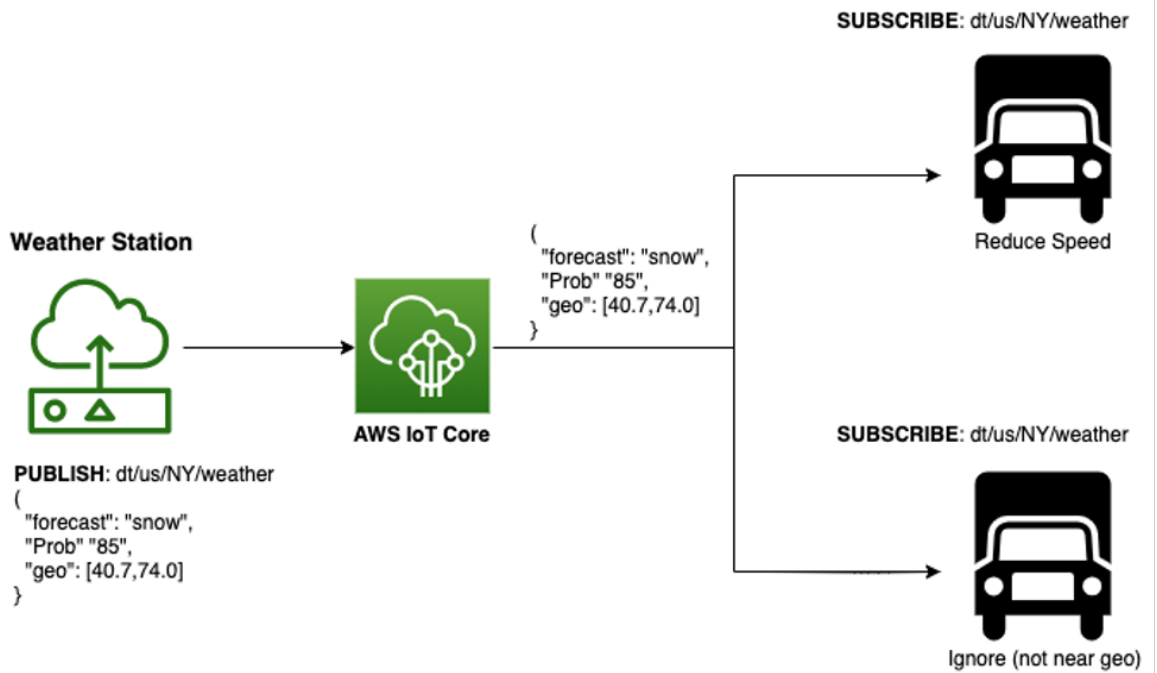 SUBSCRIBE: dt/us/NY/weather
Reduce Speed
Weather Station
(
"forecast": "snow",
"Prob" "85",
"geo": [40.7,74.0]
}
AWS IoT Core
PUBLISH: dt/us/NY/weather
(
"forecast": "snow",
"Prob" "85",
"geo": [40.7,74.0]
}
SUBSCRIBE: dt/us/NY/weather
Ignore (not near geo)